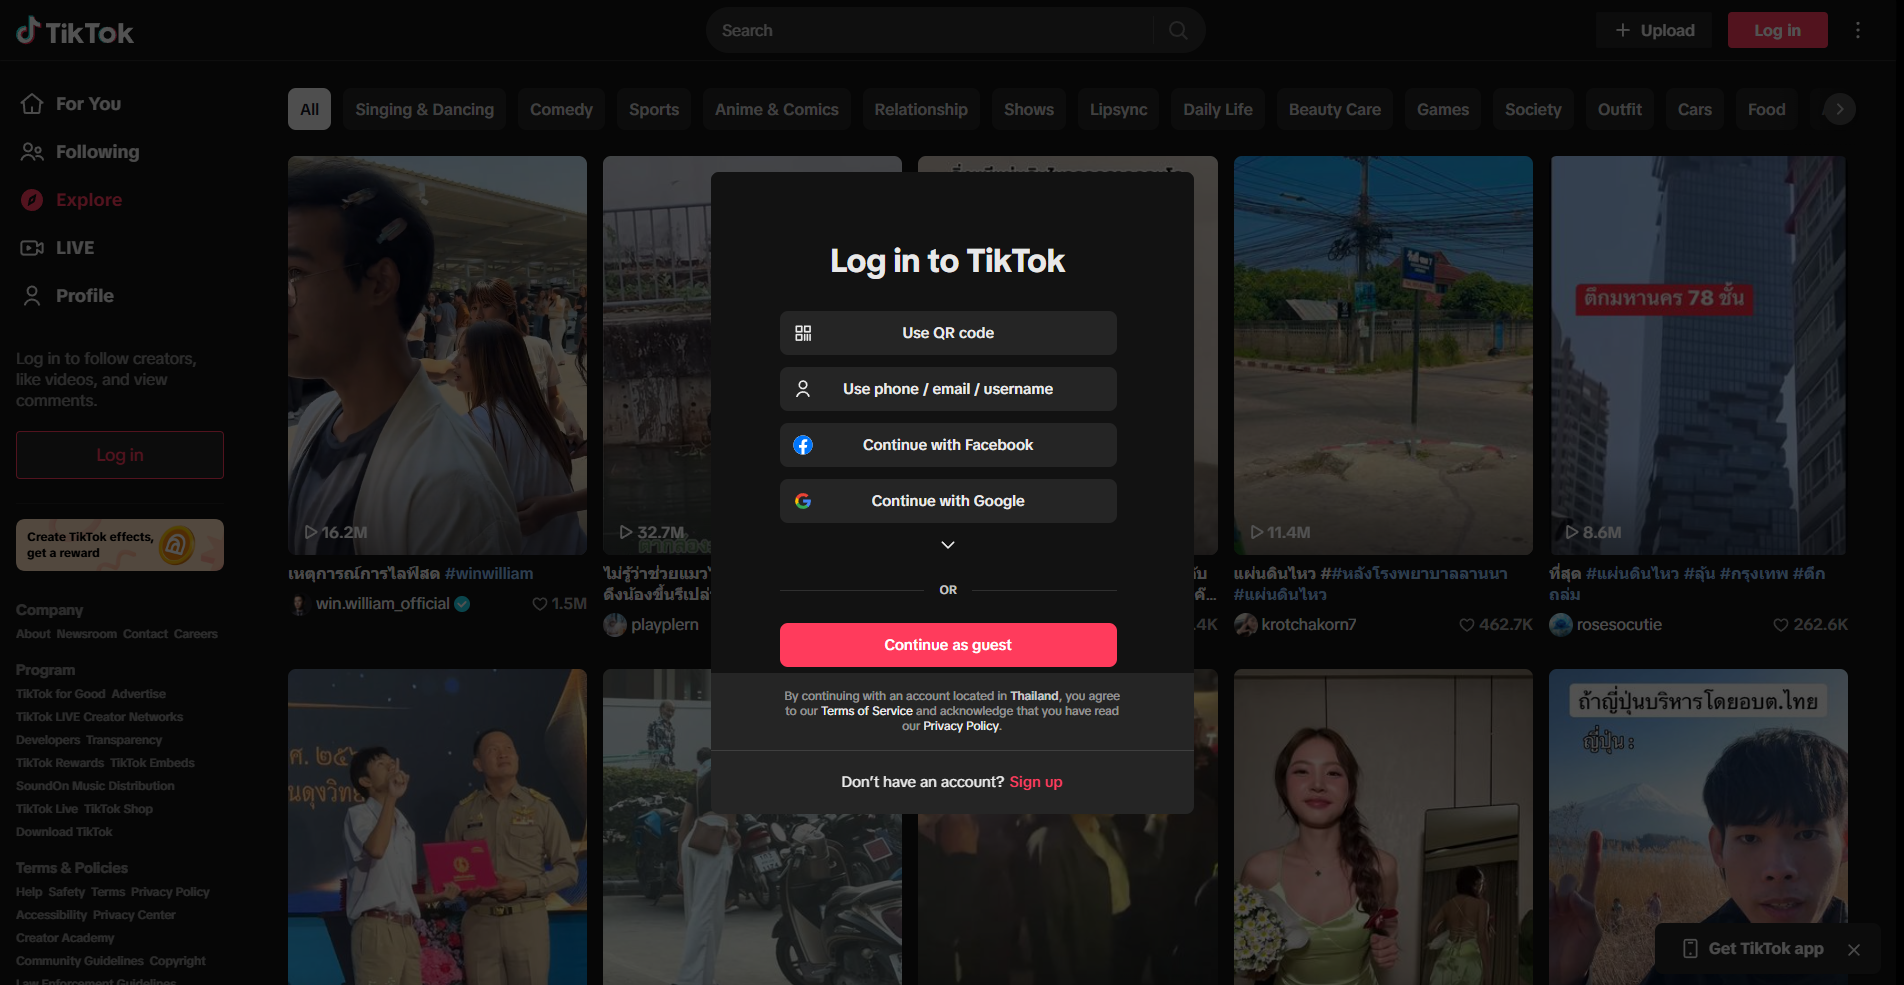 TikTok
Search
Upload
Log in
For You
Following
Explore
LIVE
Profile
Log in to follow creators,
like videos, and view
comments.
Log in
Create TikTok effects,
get a reward
Company
About Newsroom Contact Careers
Program
TikTok for Good Advertise
TikTok LIVE Creator Networks
Developers Transparency
TikTok Rewards TikTok Embeds
SoundOn Music Distribution
TikTok Live TikTok Shop
Download TikTok
Terms & Policies
Help Safety Terms Privacy Policy
Accessibility Privacy Center
Creator Academy
Community Guidelines Copyright
Law Enforcement Guidelines
All Singing & Dancing Comedy Sports Anime & Comics Relationship Shows Lipsync Daily Life Beauty Care Games Society Outfit Cars Food
16.2M
เหตุการณ์การไลฟ์สด #winwilliam
win.william_official 1.5M
32.7M
ไม่รู้ว่าช่วยแมวไ
ดึงน้องขึ้นรึเปล่า
playplern
4K
11.4M
แผ่นดินไหว ##หลังโรงพยาบาลลานนา
#แผ่นดินไหว
krotchakorn7 462.7K
ตึกมหานคร 78 ชั้น
8.6M
ที่สุด #แผ่นดินไหว #ลุ้น #กรุงเทพ #ตึก
ถล่ม
rosesocutie 262.6K
ถ้าญี่ปุ่นบริหารโดยอบต.ไทย
ญี่ปุ่น :
Log in to TikTok
Use QR code
Use phone / email / username
Continue with Facebook
Continue with Google
OR
Continue as guest
By continuing with an account located in Thailand, you agree
to our Terms of Service and acknowledge that you have read
our Privacy Policy.
Don't have an account? Sign up
Get TikTok app